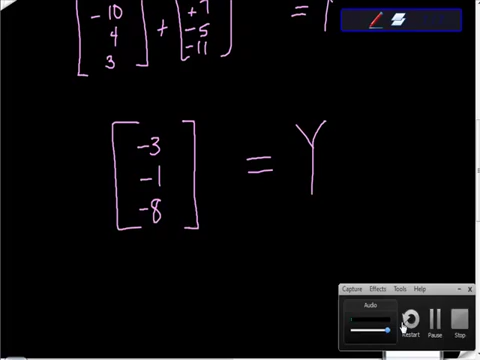 [-10 4 3] + [+7 -5 -11] = Y
[-3 -1 -8] = Y
Capture Effects Tools Help
Audio
Restart Pause Stop